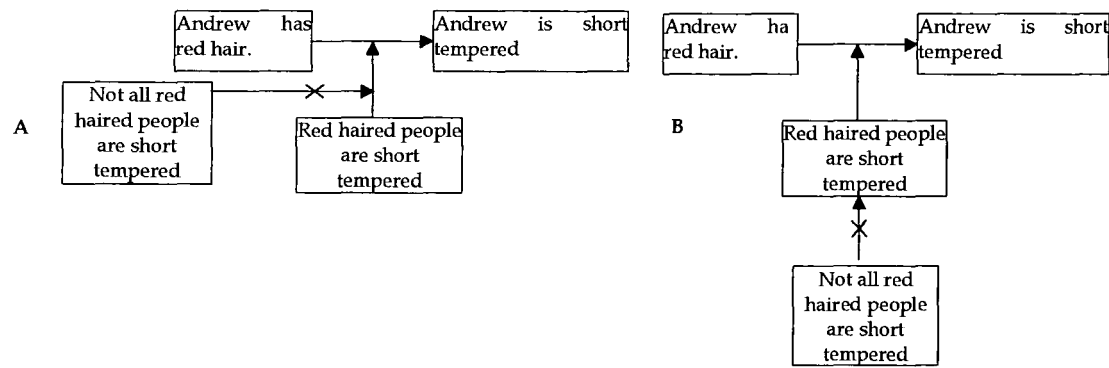 Andrew has
red hair.
Andrew is short
tempered
Not all red
haired people
are short
tempered
A
Red haired people
are short
tempered
Andrew ha
red hair.
Andrew is short
tempered
B
Red haired people
are short
tempered
Not all red
haired people
are short
tempered